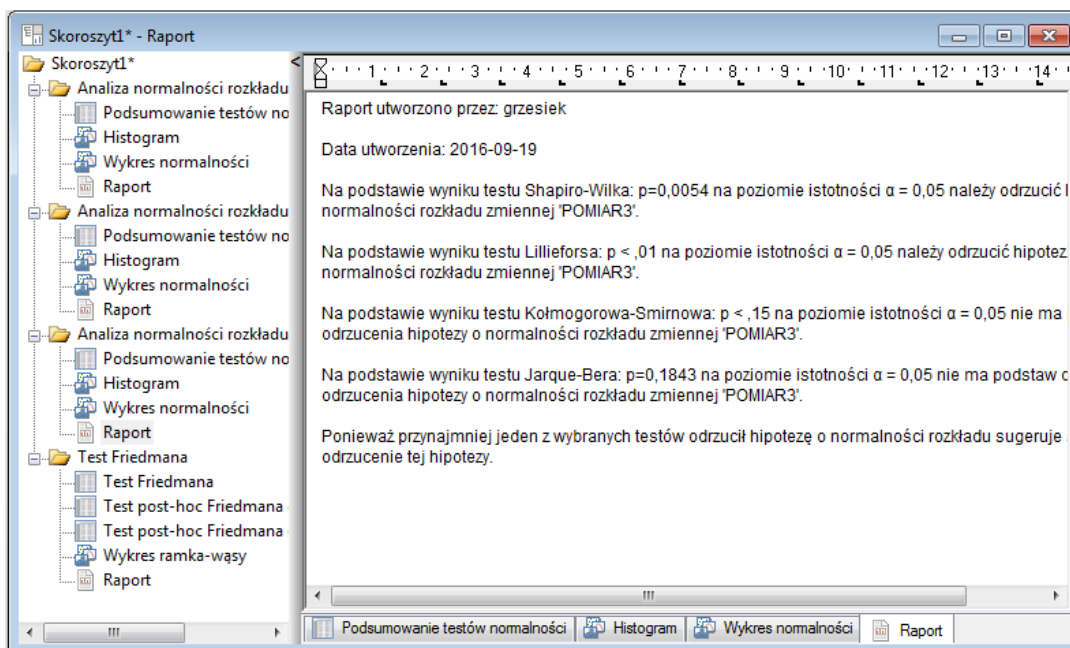 Skoroszyt1* - Raport
Skoroszyt1*
Analiza normalności rozkładu
Podsumowanie testów no
Histogram
Wykres normalności
Raport
Analiza normalności rozkładu
Podsumowanie testów no
Histogram
Wykres normalności
Raport
Analiza normalności rozkładu
Podsumowanie testów no
Histogram
Wykres normalności
Raport
Test Friedmana
Test Friedmana
Test post-hoc Friedmana
Test post-hoc Friedmana
Wykres ramka-wąsy
Raport
1 2 3 4 5 6 7 8 9 10 11 12 13 14
Raport utworzono przez: grzesiek
Data utworzenia: 2016-09-19
Na podstawie wyniku testu Shapiro-Wilka: p=0,0054 na poziomie istotności α = 0,05 należy odrzucić
normalności rozkładu zmiennej 'POMIAR3'.
Na podstawie wyniku testu Lillieforsa: p < ,01 na poziomie istotności α = 0,05 należy odrzucić hipotez
normalności rozkładu zmiennej 'POMIAR3'.
Na podstawie wyniku testu Kołmogorowa-Smirnowa: p < ,15 na poziomie istotności α = 0,05 nie ma
odrzucenia hipotezy o normalności rozkładu zmiennej 'POMIAR3'.
Na podstawie wyniku testu Jarque-Bera: p=0,1843 na poziomie istotności α = 0,05 nie ma podstaw
odrzucenia hipotezy o normalności rozkładu zmiennej 'POMIAR3'.
Ponieważ przynajmniej jeden z wybranych testów odrzucił hipotezę o normalności rozkładu sugeruje
odrzucenie tej hipotezy.
Podsumowanie testów normalności
Histogram
Wykres normalności
Raport